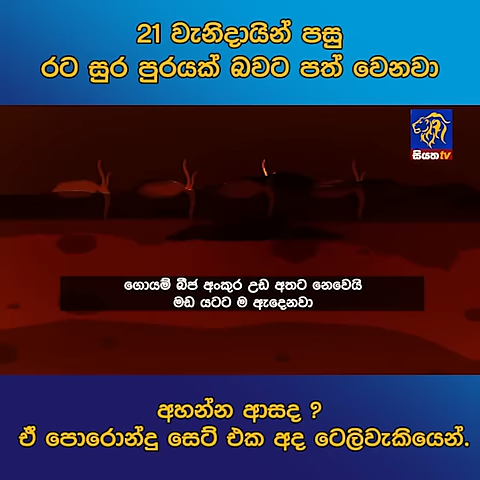 21 වැනිදායින් පසු
රට සුර පුරයක් බවට පත් වෙනවා
සියත tv
ගොයම් බීජ අංකුර උඩ අතට නෙවෙයි
මඩ යටට ම ඇදෙනවා
අහන්න ආසද ?
ඒ පොරොන්දු සෙට් එක අද ටෙලිවැකියෙන්.